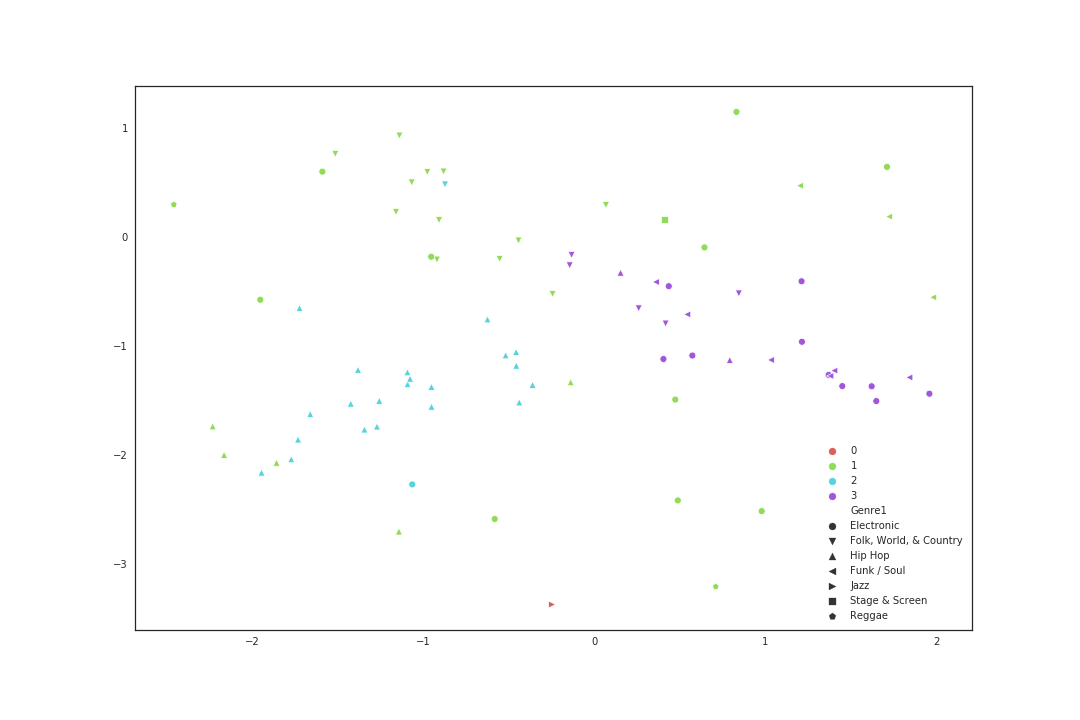 1
0
−1
−2
−3
0
1
2
3
Genre1
Electronic
Folk, World, & Country
Hip Hop
Funk / Soul
Jazz
Stage & Screen
Reggae
−2 −1 0 1 2